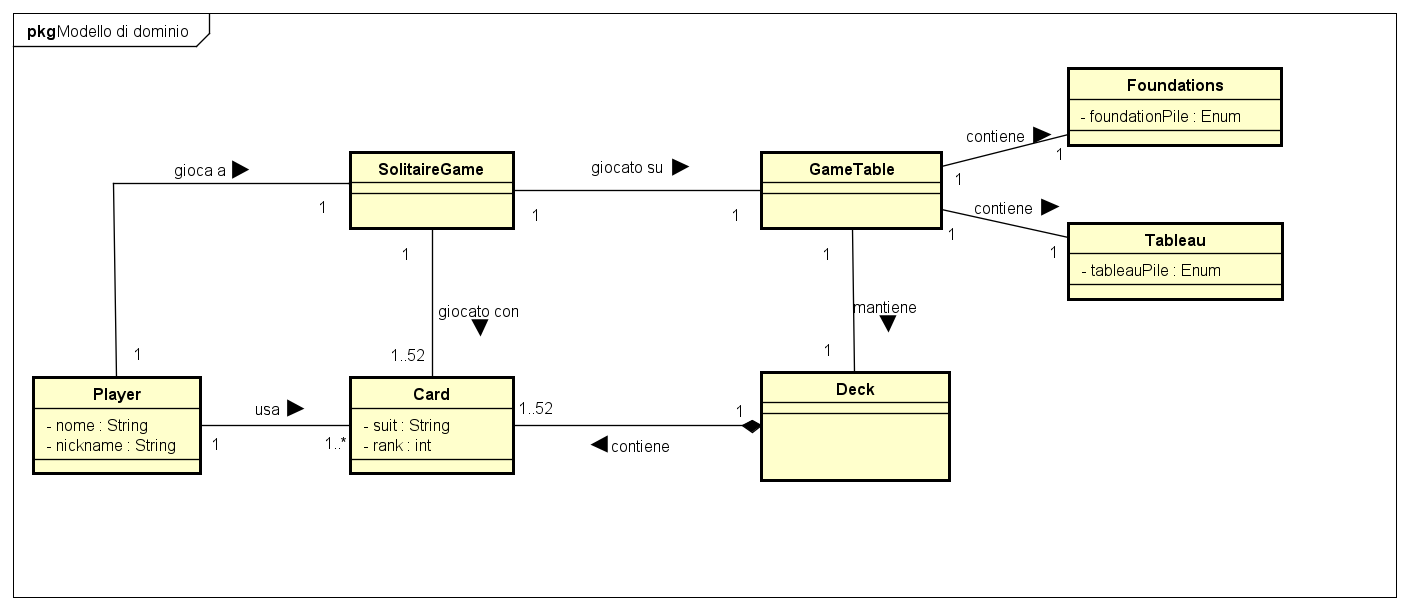 pkgModello di dominio
Foundations
- foundationPile : Enum
contiene
1
1
gioca a
SolitaireGame
giocato su
GameTable
1
1
1
contiene
1
1
Tableau
- tableauPile : Enum
1
1
giocato con
mantiene
1
1..52
1
Player
- nome : String
- nickname : String
usa
1
1..*
Card
- suit : String
- rank : int
1..52
1
contiene
Deck